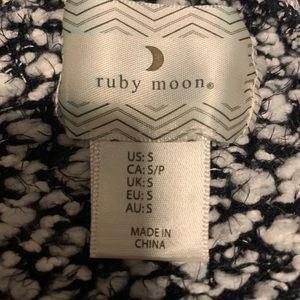 ruby moon®
US: S
CA: S/P
UK: S
EU: S
AU: S
MADE IN
CHINA